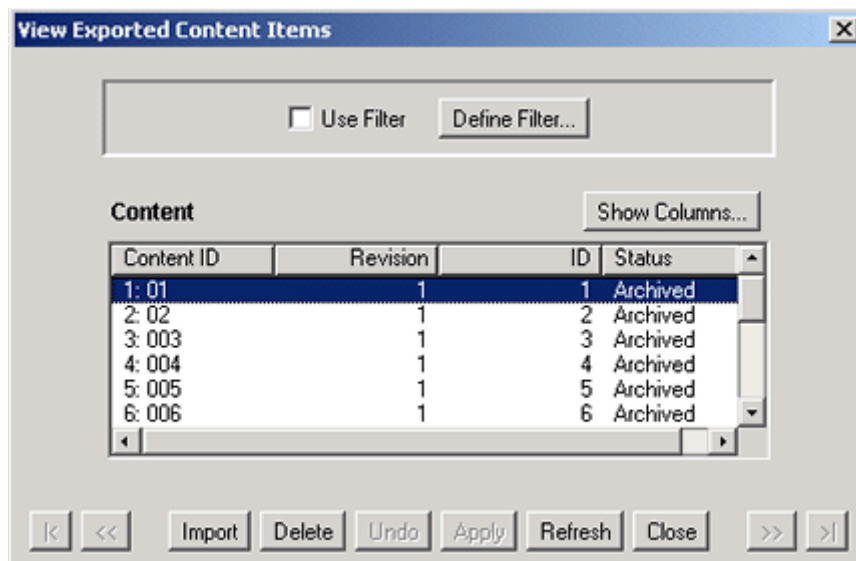 View Exported Content Items
Use Filter Define Filter...
Content Show Columns...
Content ID Revision ID Status
1: 01 1 1 Archived
2: 02 1 2 Archived
3: 003 1 3 Archived
4: 004 1 4 Archived
5: 005 1 5 Archived
6: 006 1 6 Archived
|< << Import Delete Undo Apply Refresh Close >> >|